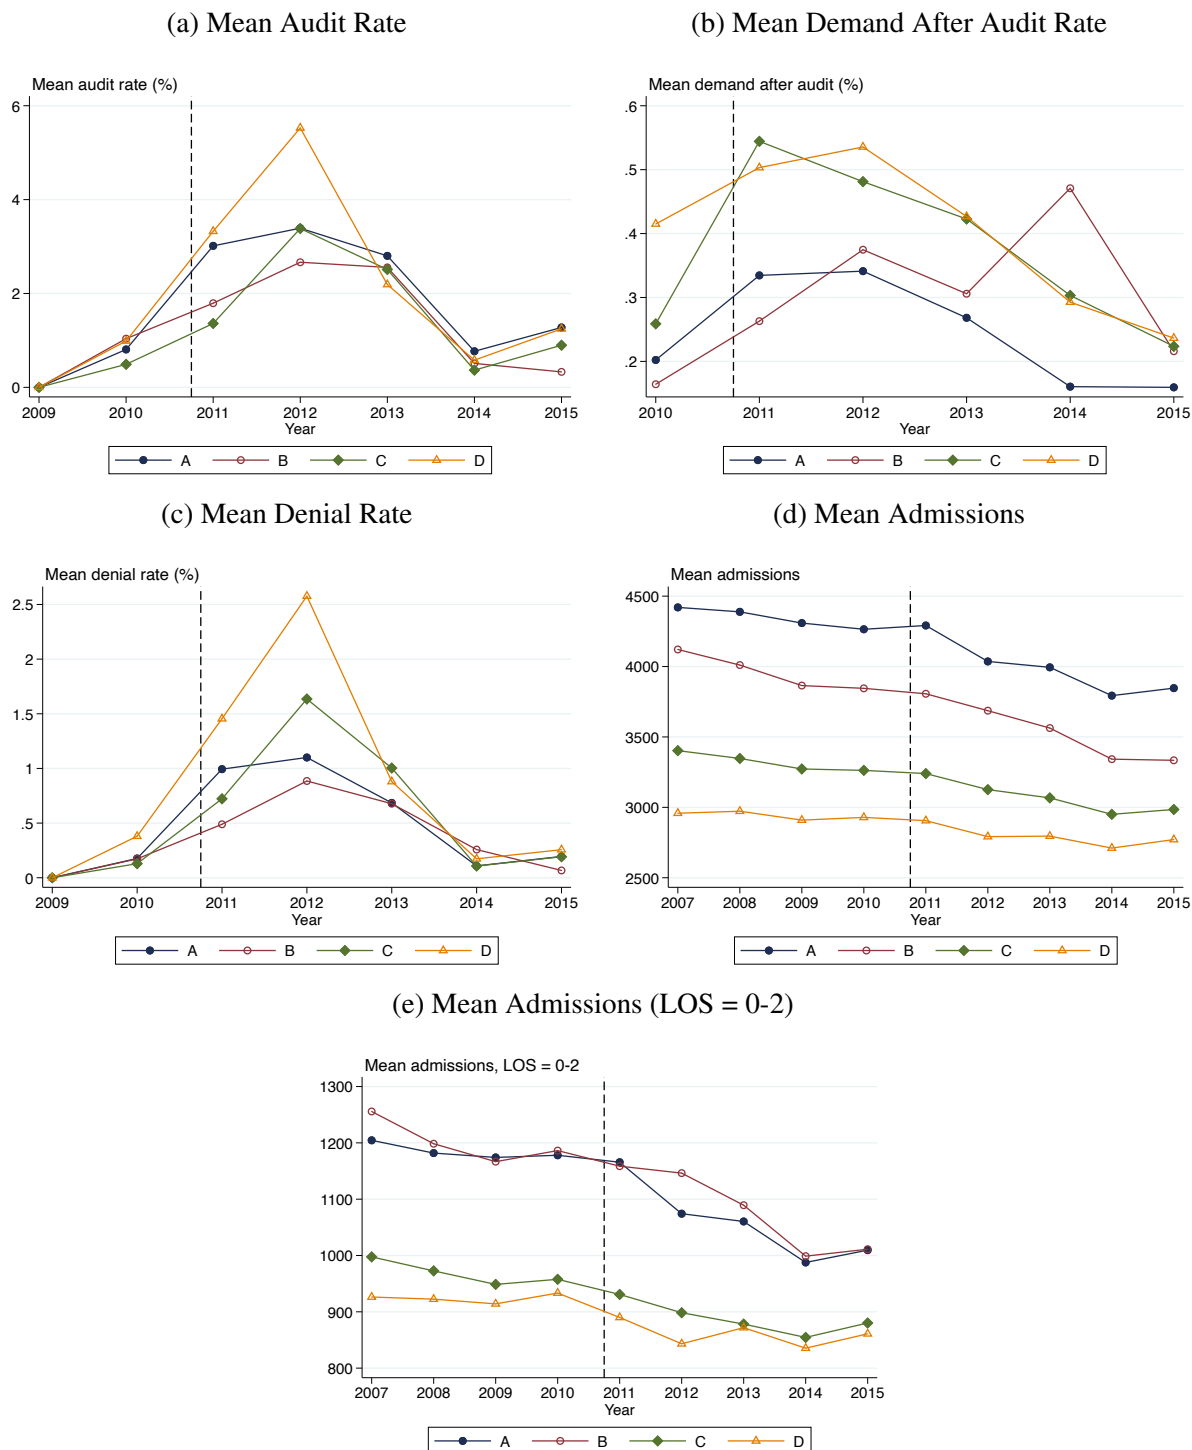 (a) Mean Audit Rate
Mean audit rate (%)
6
4
2
0
2009 2010 2011 2012 2013 2014 2015
Year
A B C D
(b) Mean Demand After Audit Rate
Mean demand after audit (%)
.6
.5
.4
.3
.2
2010 2011 2012 2013 2014 2015
Year
A B C D
(c) Mean Denial Rate
Mean denial rate (%)
2.5
2
1.5
1
.5
0
2009 2010 2011 2012 2013 2014 2015
Year
A B C D
(d) Mean Admissions
Mean admissions
4500
4000
3500
3000
2500
2007 2008 2009 2010 2011 2012 2013 2014 2015
Year
A B C D
(e) Mean Admissions (LOS = 0-2)
Mean admissions, LOS = 0-2
1300
1200
1100
1000
900
800
2007 2008 2009 2010 2011 2012 2013 2014 2015
Year
A B C D